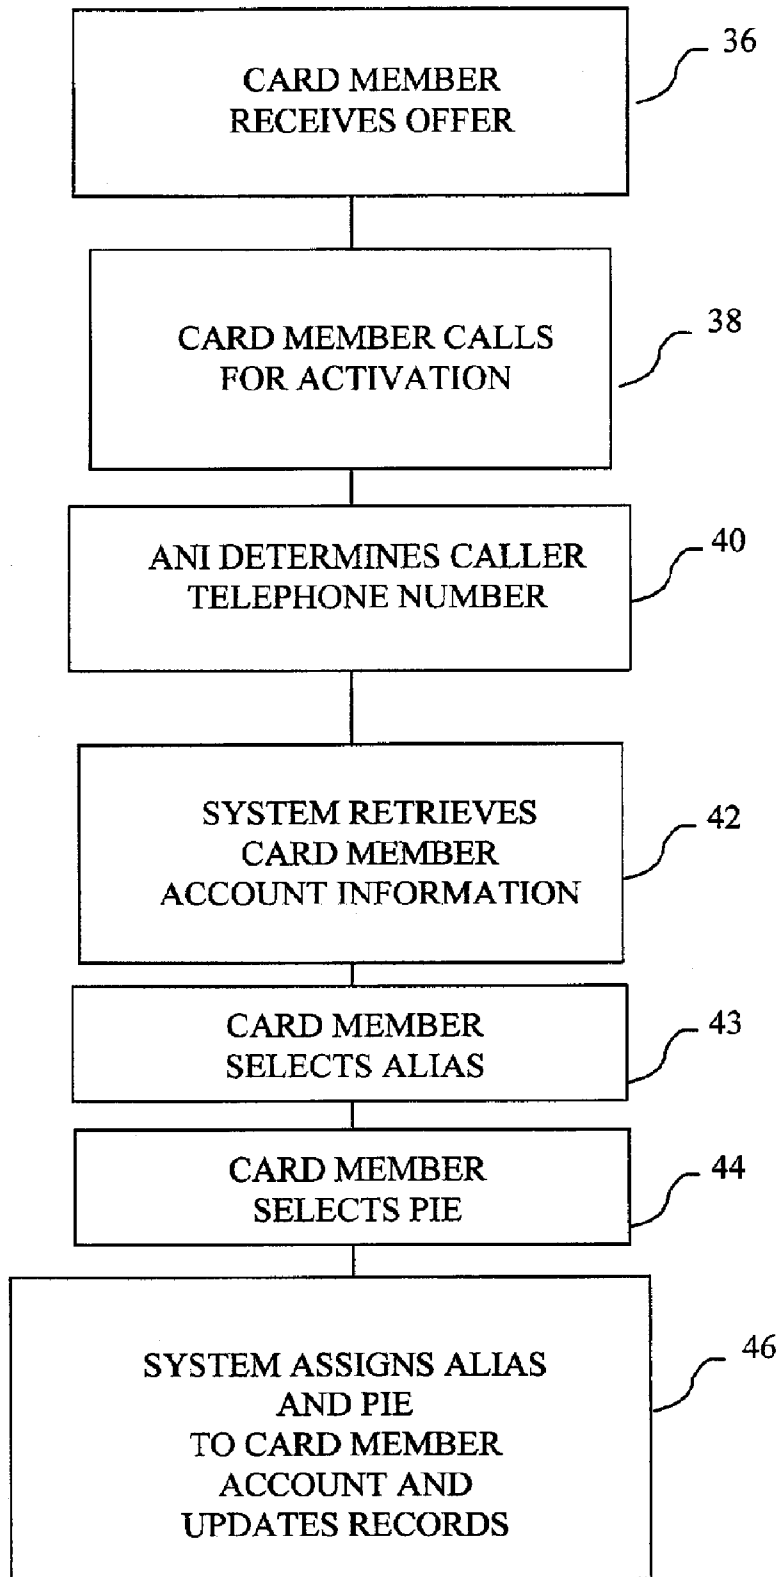 CARD MEMBER
RECEIVES OFFER
36
CARD MEMBER CALLS
FOR ACTIVATION
38
ANI DETERMINES CALLER
TELEPHONE NUMBER
40
SYSTEM RETRIEVES
CARD MEMBER
ACCOUNT INFORMATION
42
CARD MEMBER
SELECTS ALIAS
43
CARD MEMBER
SELECTS PIE
44
SYSTEM ASSIGNS ALIAS
AND PIE
TO CARD MEMBER
ACCOUNT AND
UPDATES RECORDS
46